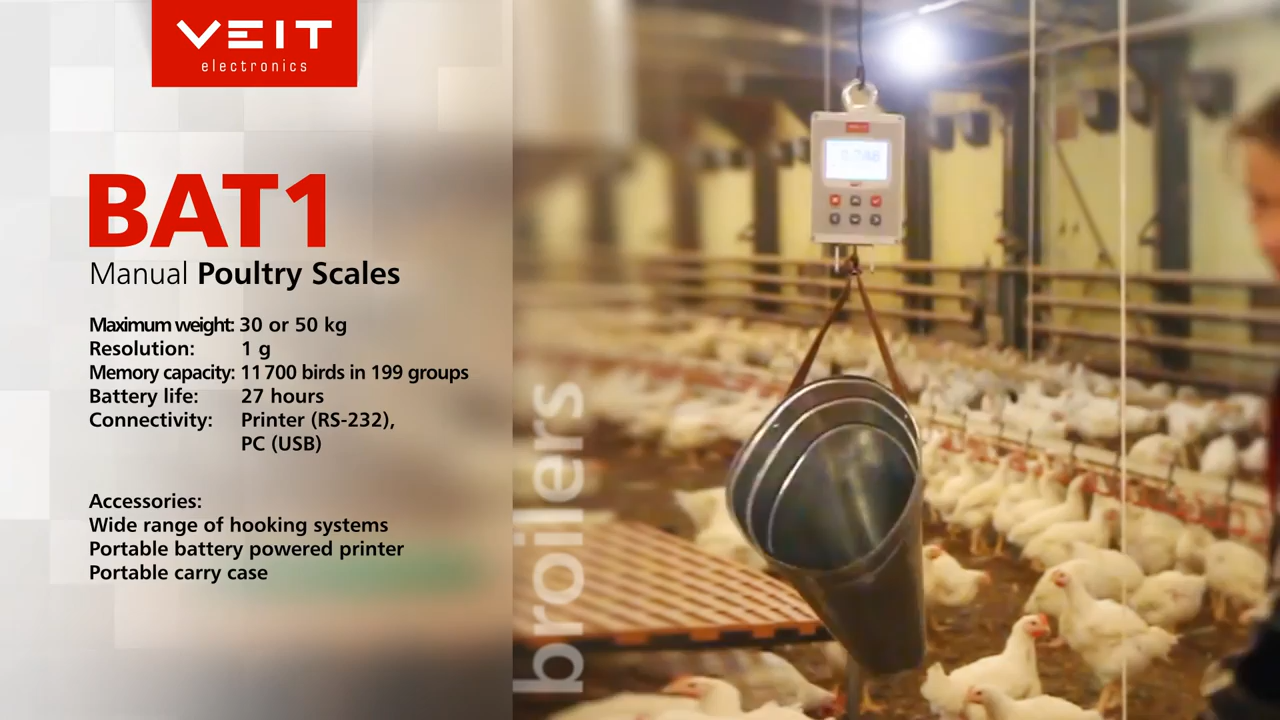 VEIT
electronics
BAT1
Manual Poultry Scales
Maximum weight: 30 or 50 kg
Resolution: 1 g
Memory capacity: 11 700 birds in 199 groups
Battery life: 27 hours
Connectivity: Printer (RS-232),
PC (USB)
Accessories:
Wide range of hooking systems
Portable battery powered printer
Portable carry case
broilers